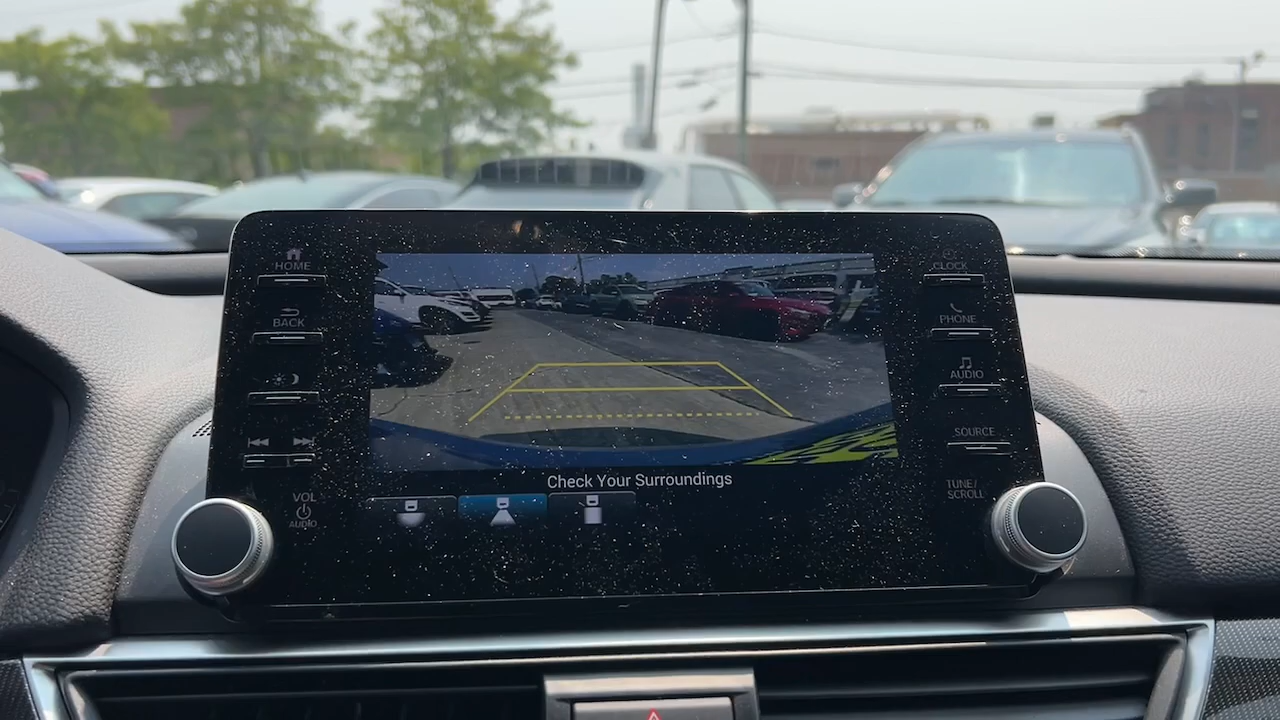 HOME
BACK
VOL
AUDIO
Check Your Surroundings
CLOCK
PHONE
AUDIO
SOURCE
TUNE/
SCROLL